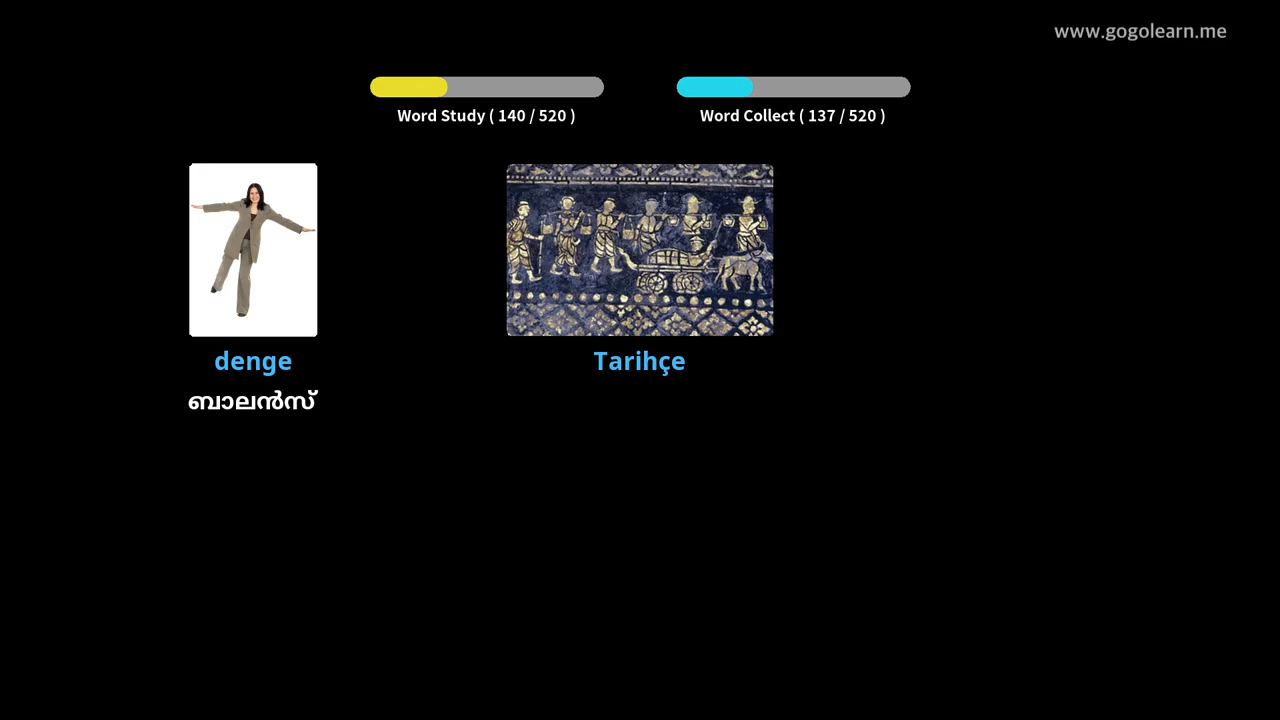 www.gogolearn.me
Word Study ( 140 / 520 )
Word Collect ( 137 / 520 )
denge
Tarihçe
ബാലൻസ്